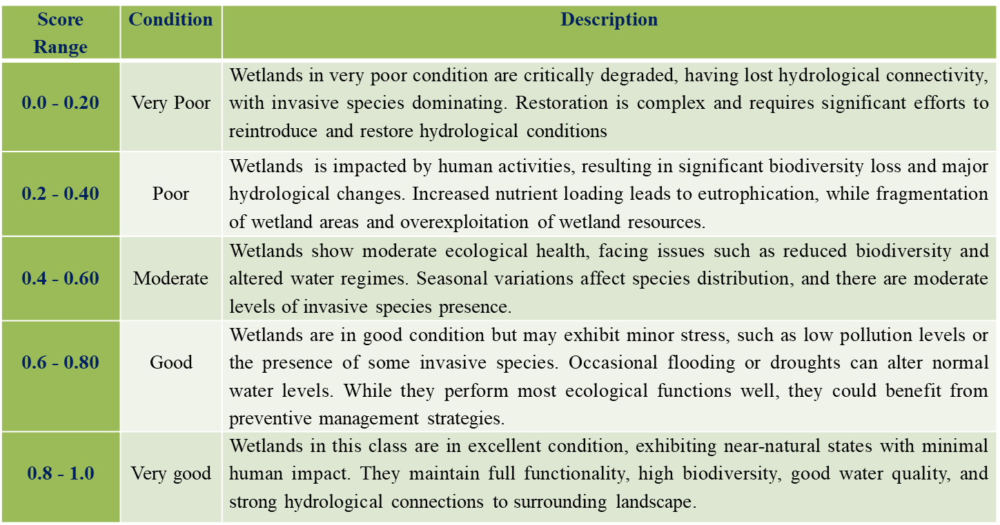 Score Range
Condition
Description
0.0 - 0.20
Very Poor
Wetlands in very poor condition are critically degraded, having lost hydrological connectivity,
with invasive species dominating. Restoration is complex and requires significant efforts to
reintroduce and restore hydrological conditions
0.2 - 0.40
Poor
Wetlands is impacted by human activities, resulting in significant biodiversity loss and major
hydrological changes. Increased nutrient loading leads to eutrophication, while fragmentation
of wetland areas and overexploitation of wetland resources.
0.4 - 0.60
Moderate
Wetlands show moderate ecological health, facing issues such as reduced biodiversity and
altered water regimes. Seasonal variations affect species distribution, and there are moderate
levels of invasive species presence.
0.6 - 0.80
Good
Wetlands are in good condition but may exhibit minor stress, such as low pollution levels or
the presence of some invasive species. Occasional flooding or droughts can alter normal
water levels. While they perform most ecological functions well, they could benefit from
preventive management strategies.
0.8 - 1.0
Very good
Wetlands in this class are in excellent condition, exhibiting near-natural states with minimal
human impact. They maintain full functionality, high biodiversity, good water quality, and
strong hydrological connections to surrounding landscape.